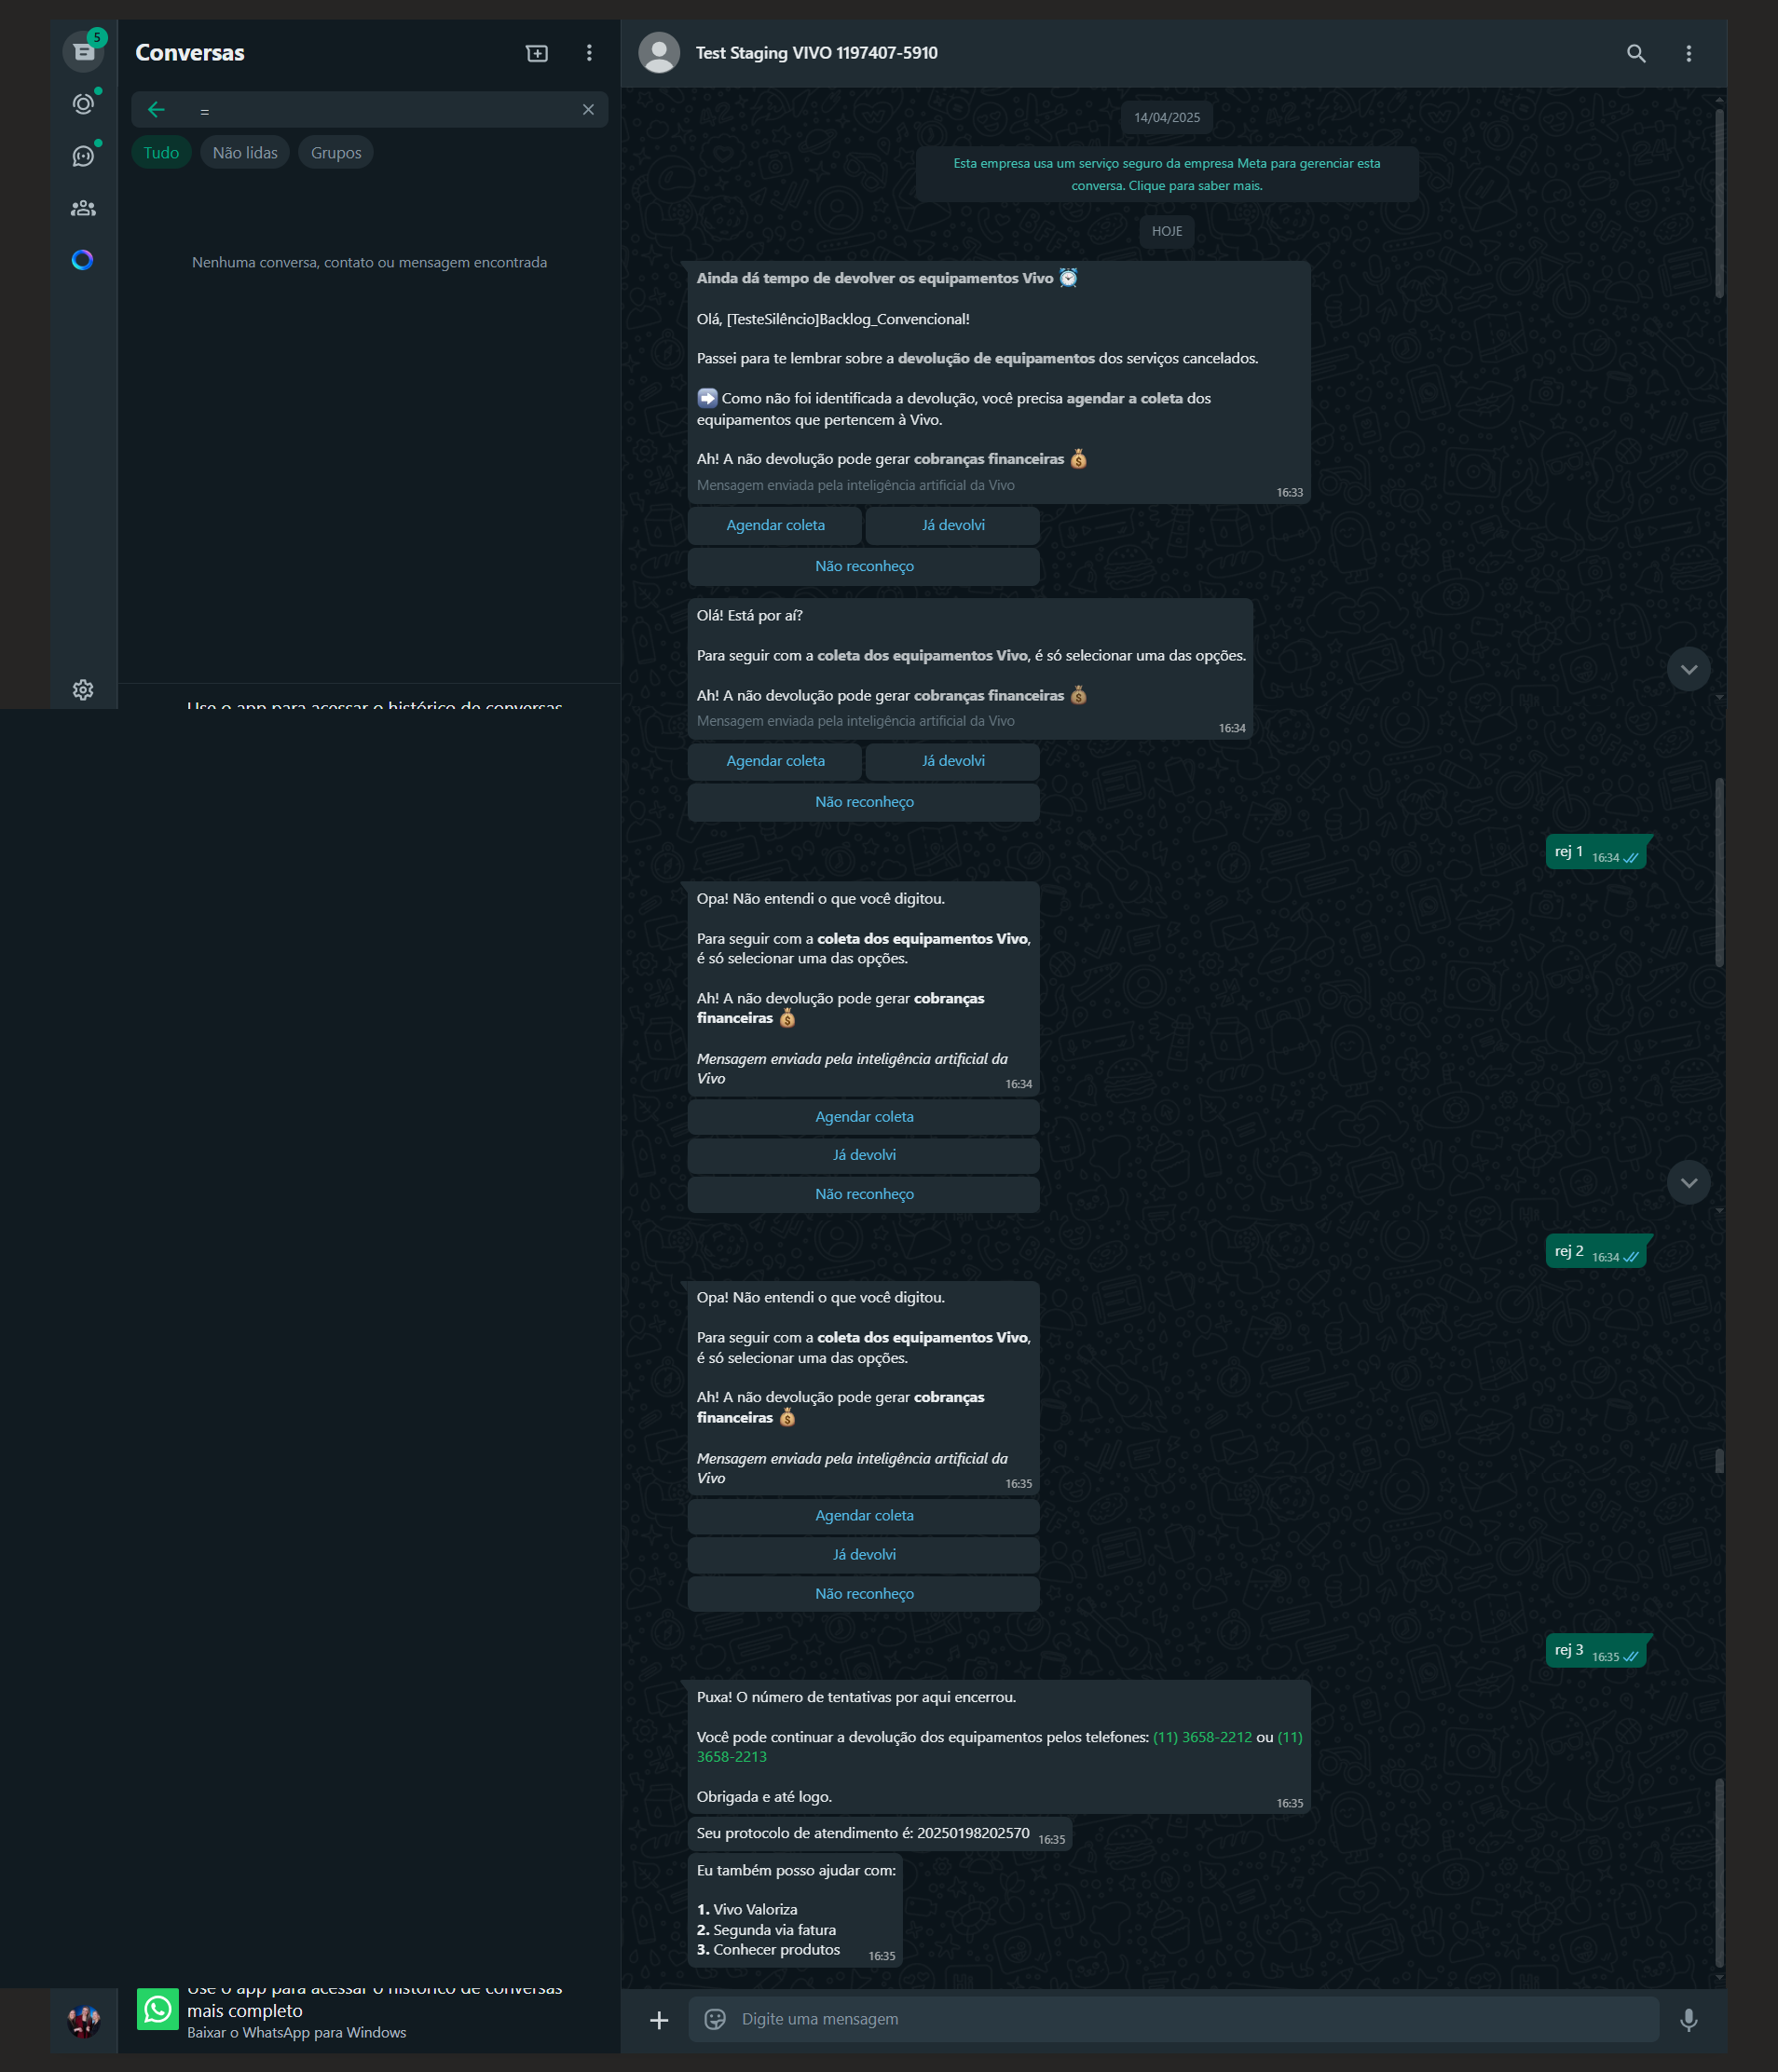 5
Conversas
=
Tudo
Não lidas
Grupos
Nenhuma conversa, contato ou mensagem encontrada
Use o app para acessar o histórico de conversas
Test Staging VIVO 1197407-5910
14/04/2025
Esta empresa usa um serviço seguro da empresa Meta para gerenciar esta
conversa. Clique para saber mais.
HOJE
Ainda dá tempo de devolver os equipamentos Vivo ⏰
Olá, [TesteSilêncio]Backlog_Convencional!
Passei para te lembrar sobre a devolução de equipamentos dos serviços cancelados.
➡️ Como não foi identificada a devolução, você precisa agendar a coleta dos
equipamentos que pertencem à Vivo.
Ah! A não devolução pode gerar cobranças financeiras 💰
Mensagem enviada pela inteligência artificial da Vivo
16:33
Agendar coleta
Já devolvi
Não reconheço
Olá! Está por aí?
Para seguir com a coleta dos equipamentos Vivo, é só selecionar uma das opções.
Ah! A não devolução pode gerar cobranças financeiras 💰
Mensagem enviada pela inteligência artificial da Vivo
16:34
Agendar coleta
Já devolvi
Não reconheço
rej 1 16:34
Opa! Não entendi o que você digitou.
Para seguir com a coleta dos equipamentos Vivo,
é só selecionar uma das opções.
Ah! A não devolução pode gerar cobranças
financeiras 💰
Mensagem enviada pela inteligência artificial da
Vivo
16:34
Agendar coleta
Já devolvi
Não reconheço
rej 2 16:34
Opa! Não entendi o que você digitou.
Para seguir com a coleta dos equipamentos Vivo,
é só selecionar uma das opções.
Ah! A não devolução pode gerar cobranças
financeiras 💰
Mensagem enviada pela inteligência artificial da
Vivo
16:35
Agendar coleta
Já devolvi
Não reconheço
rej 3 16:35
Puxa! O número de tentativas por aqui encerrou.
Você pode continuar a devolução dos equipamentos pelos telefones: (11) 3658-2212 ou (11)
3658-2213
Obrigada e até logo.
16:35
Seu protocolo de atendimento é: 20250198202570 16:35
Eu também posso ajudar com:
1. Vivo Valoriza
2. Segunda via fatura
3. Conhecer produtos
16:35
Use o app para acessar o histórico de conversas
mais completo
Baixar o WhatsApp para Windows
Digite uma mensagem